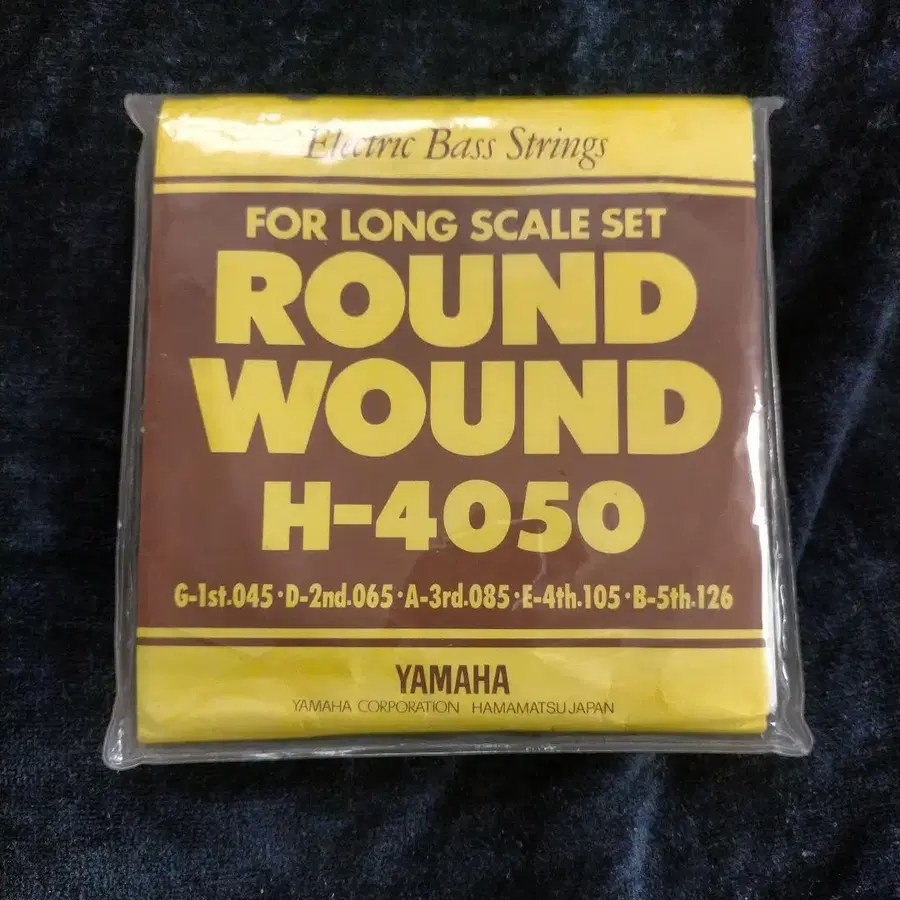 Electric Bass Strings
FOR LONG SCALE SET
ROUND
WOUND
H-4050
G-1st.045·D-2nd.065·A-3rd.085·E-4th.105·B-5th.126
YAMAHA
YAMAHA CORPORATION HAMAMATSU JAPAN